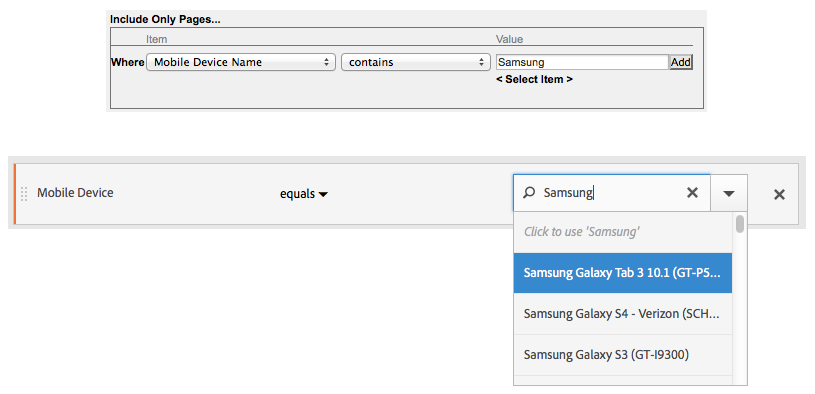 Include Only Pages...
Item Value
Where Mobile Device Name contains Samsung Add
< Select Item >
Mobile Device equals Samsung
Click to use 'Samsung'
Samsung Galaxy Tab 3 10.1 (GT-P5...
Samsung Galaxy S4 - Verizon (SCH...
Samsung Galaxy S3 (GT-I9300)